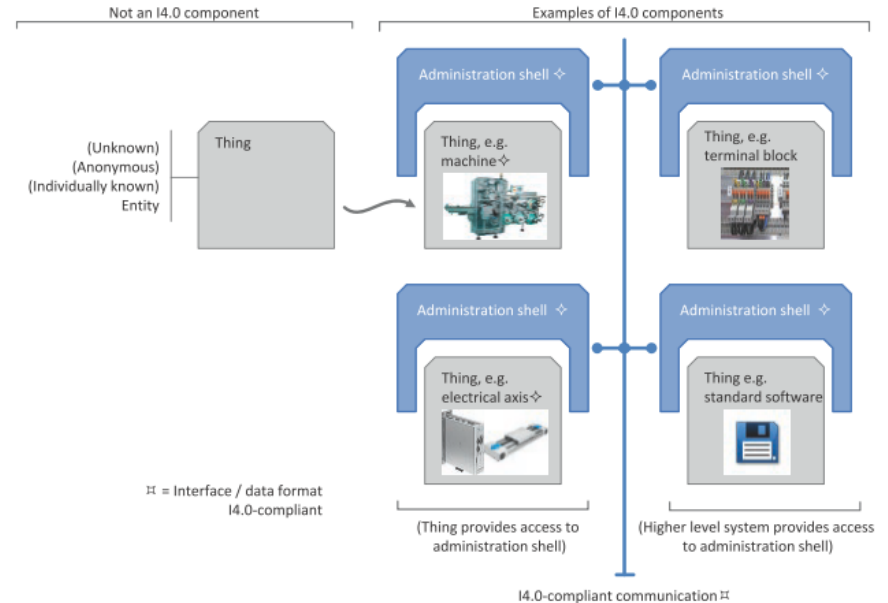 Not an I4.0 component
Examples of I4.0 components
Administration shell ✧
Administration shell ✧
(Unknown)
(Anonymous)
(Individually known)
Entity
Thing
Thing, e.g.
machine✧
Thing, e.g.
terminal block
Administration shell ✧
Administration shell ✧
Thing, e.g.
electrical axis✧
Thing e.g.
standard software
¤ = Interface / data format
I4.0-compliant
(Thing provides access to
administration shell)
(Higher level system provides access
to administration shell)
I4.0-compliant communication ¤